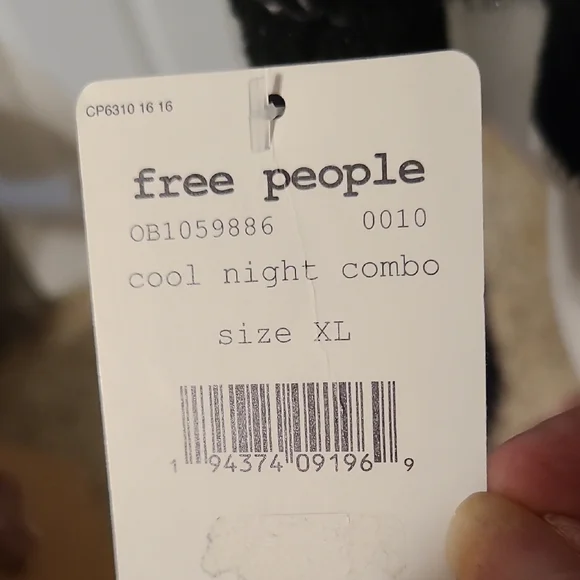 CP6310 16 16
free people
OB1059886 0010
cool night combo
size XL
1 94374 09196 9